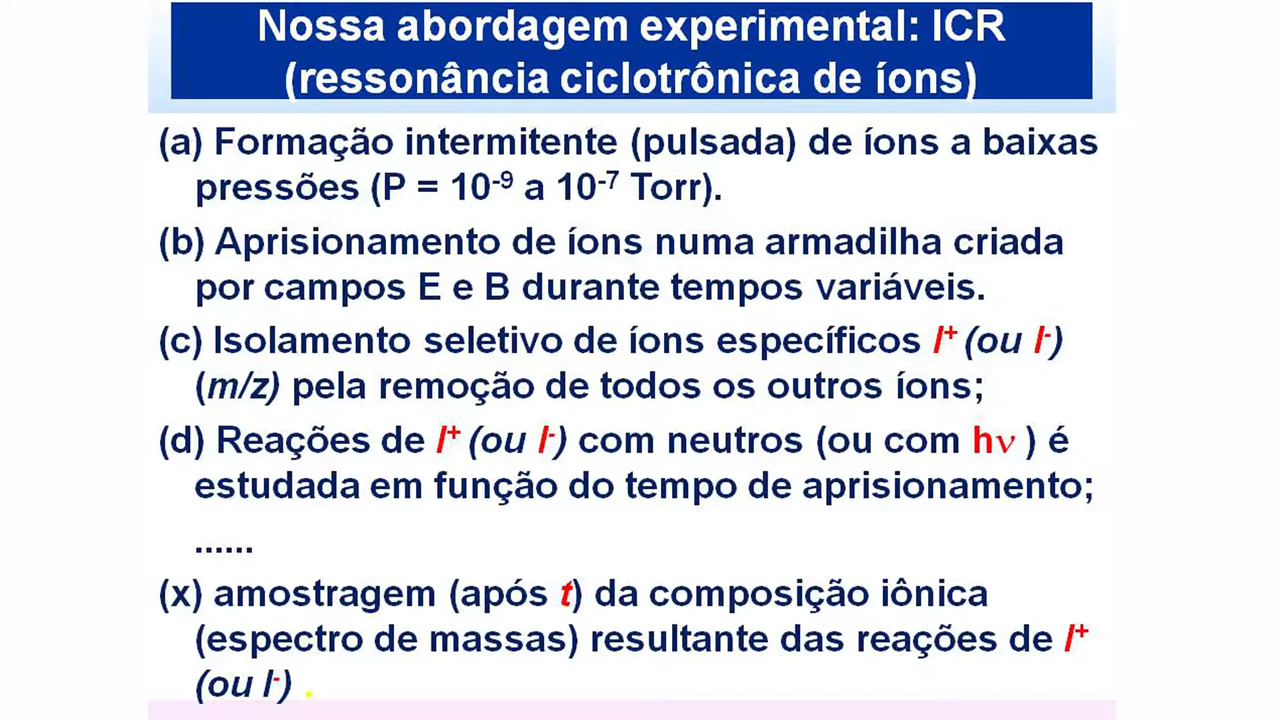 Nossa abordagem experimental: ICR
(ressonância ciclotrônica de íons)
(a) Formação intermitente (pulsada) de íons a baixas
pressões (P = 10⁻⁹ a 10⁻⁷ Torr).
(b) Aprisionamento de íons numa armadilha criada
por campos E e B durante tempos variáveis.
(c) Isolamento seletivo de íons específicos I⁺ (ou I⁻)
(m/z) pela remoção de todos os outros íons;
(d) Reações de I⁺ (ou I⁻) com neutros (ou com hν ) é
estudada em função do tempo de aprisionamento;
......
(x) amostragem (após t) da composição iônica
(espectro de massas) resultante das reações de I⁺
(ou I⁻) .